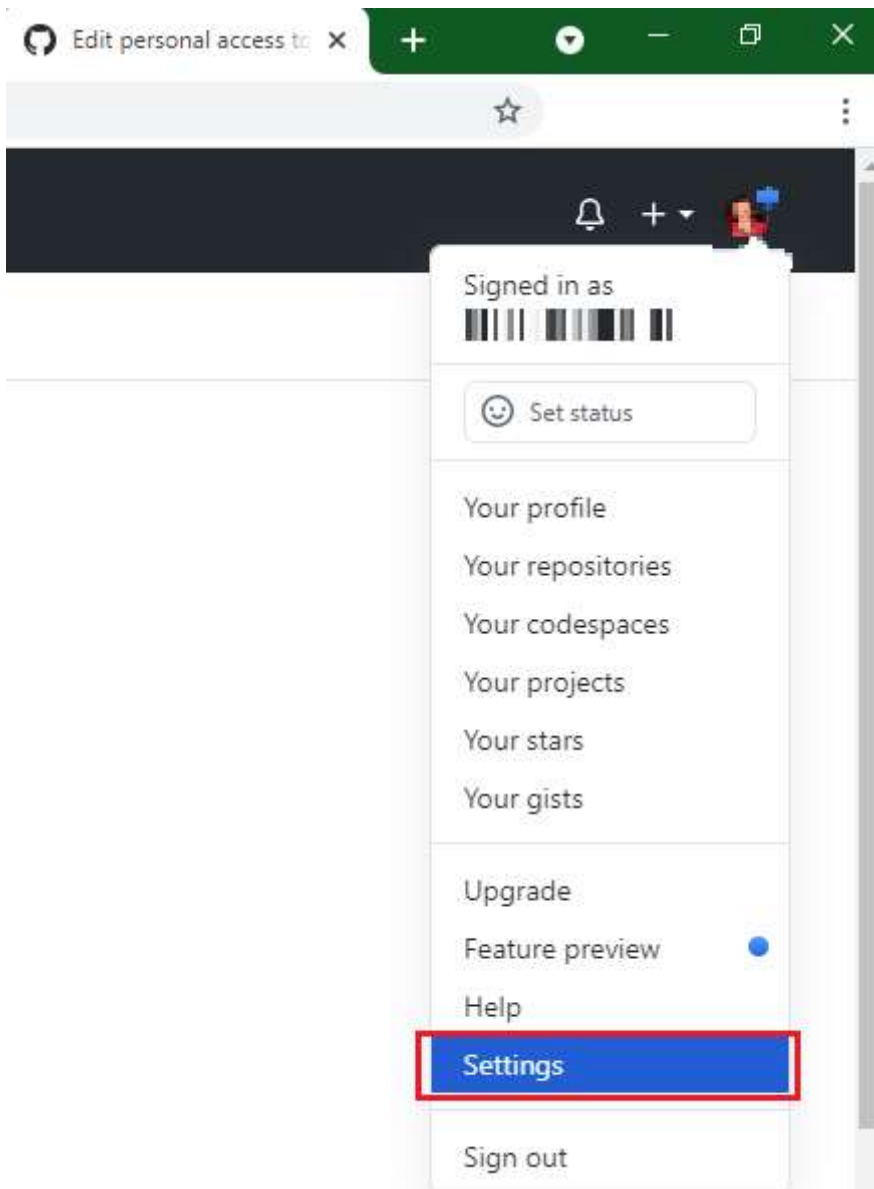 Edit personal access to
Signed in as
Set status
Your profile
Your repositories
Your codespaces
Your projects
Your stars
Your gists
Upgrade
Feature preview
Help
Settings
Sign out